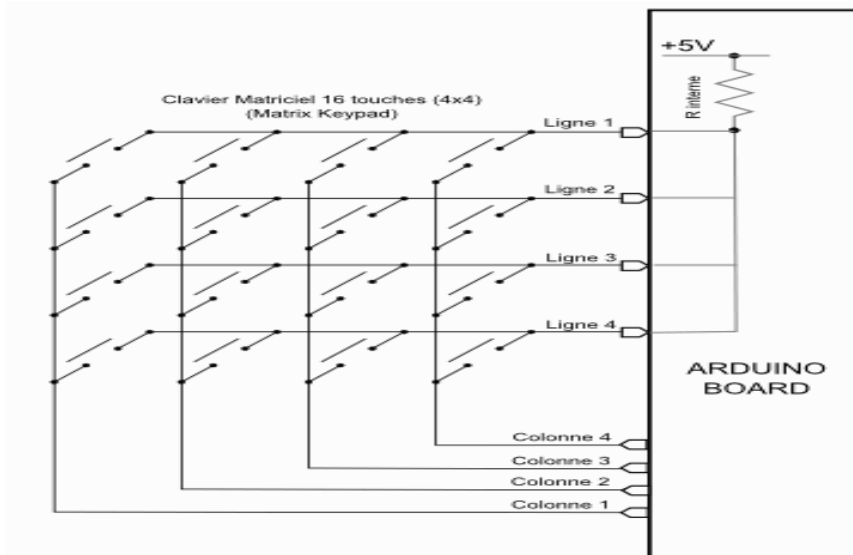 +5V
R interne
Clavier Matriciel 16 touches (4x4)
(Matrix Keypad)
Ligne 1
Ligne 2
Ligne 3
Ligne 4
ARDUINO
BOARD
Colonne 4
Colonne 3
Colonne 2
Colonne 1